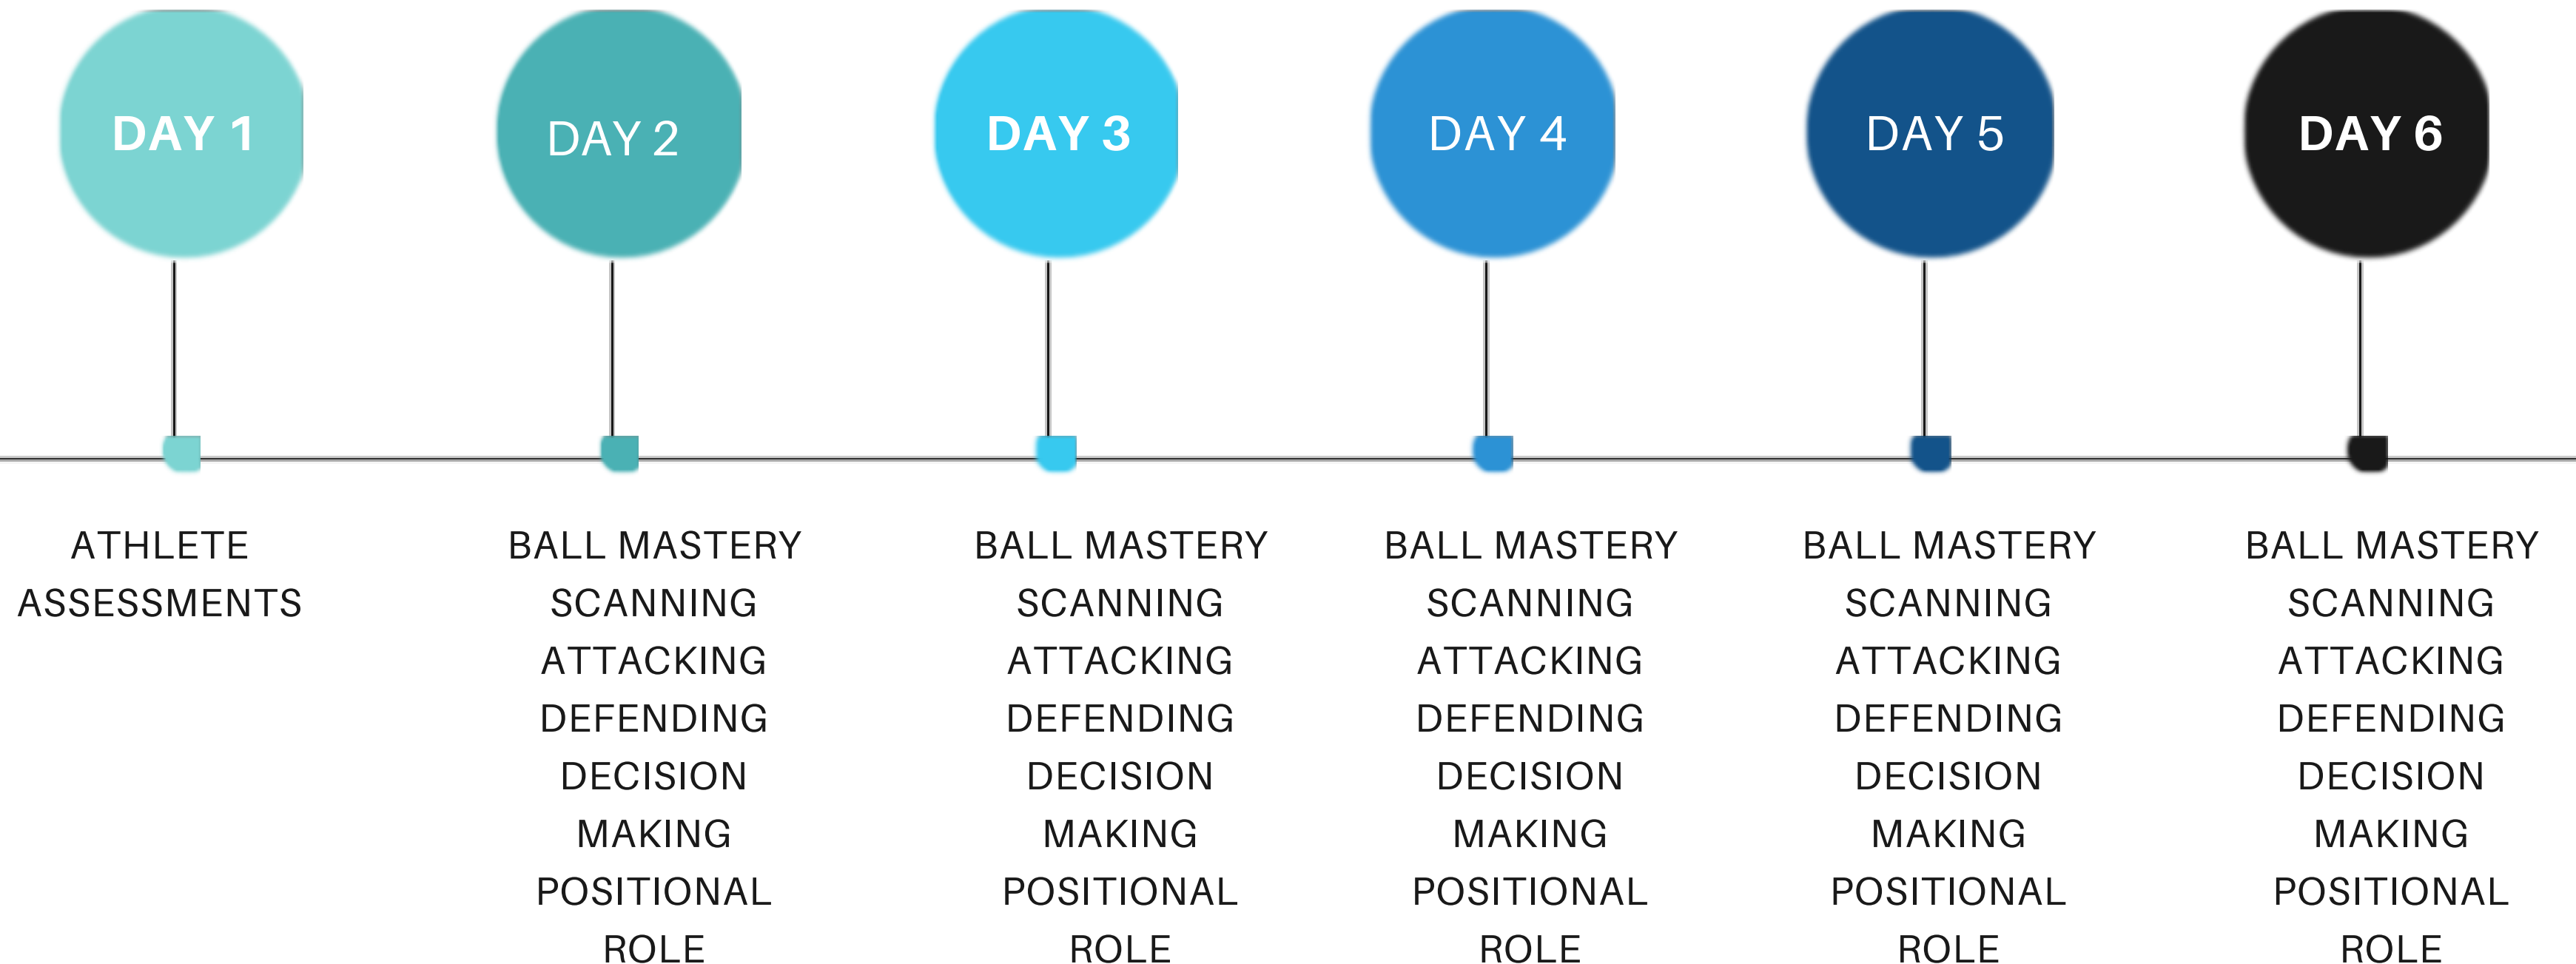 DAY 1
DAY 2
DAY 3
DAY 4
DAY 5
DAY 6
ATHLETE
ASSESSMENTS
BALL MASTERY
SCANNING
ATTACKING
DEFENDING
DECISION
MAKING
POSITIONAL
ROLE
BALL MASTERY
SCANNING
ATTACKING
DEFENDING
DECISION
MAKING
POSITIONAL
ROLE
BALL MASTERY
SCANNING
ATTACKING
DEFENDING
DECISION
MAKING
POSITIONAL
ROLE
BALL MASTERY
SCANNING
ATTACKING
DEFENDING
DECISION
MAKING
POSITIONAL
ROLE
BALL MASTERY
SCANNING
ATTACKING
DEFENDING
DECISION
MAKING
POSITIONAL
ROLE